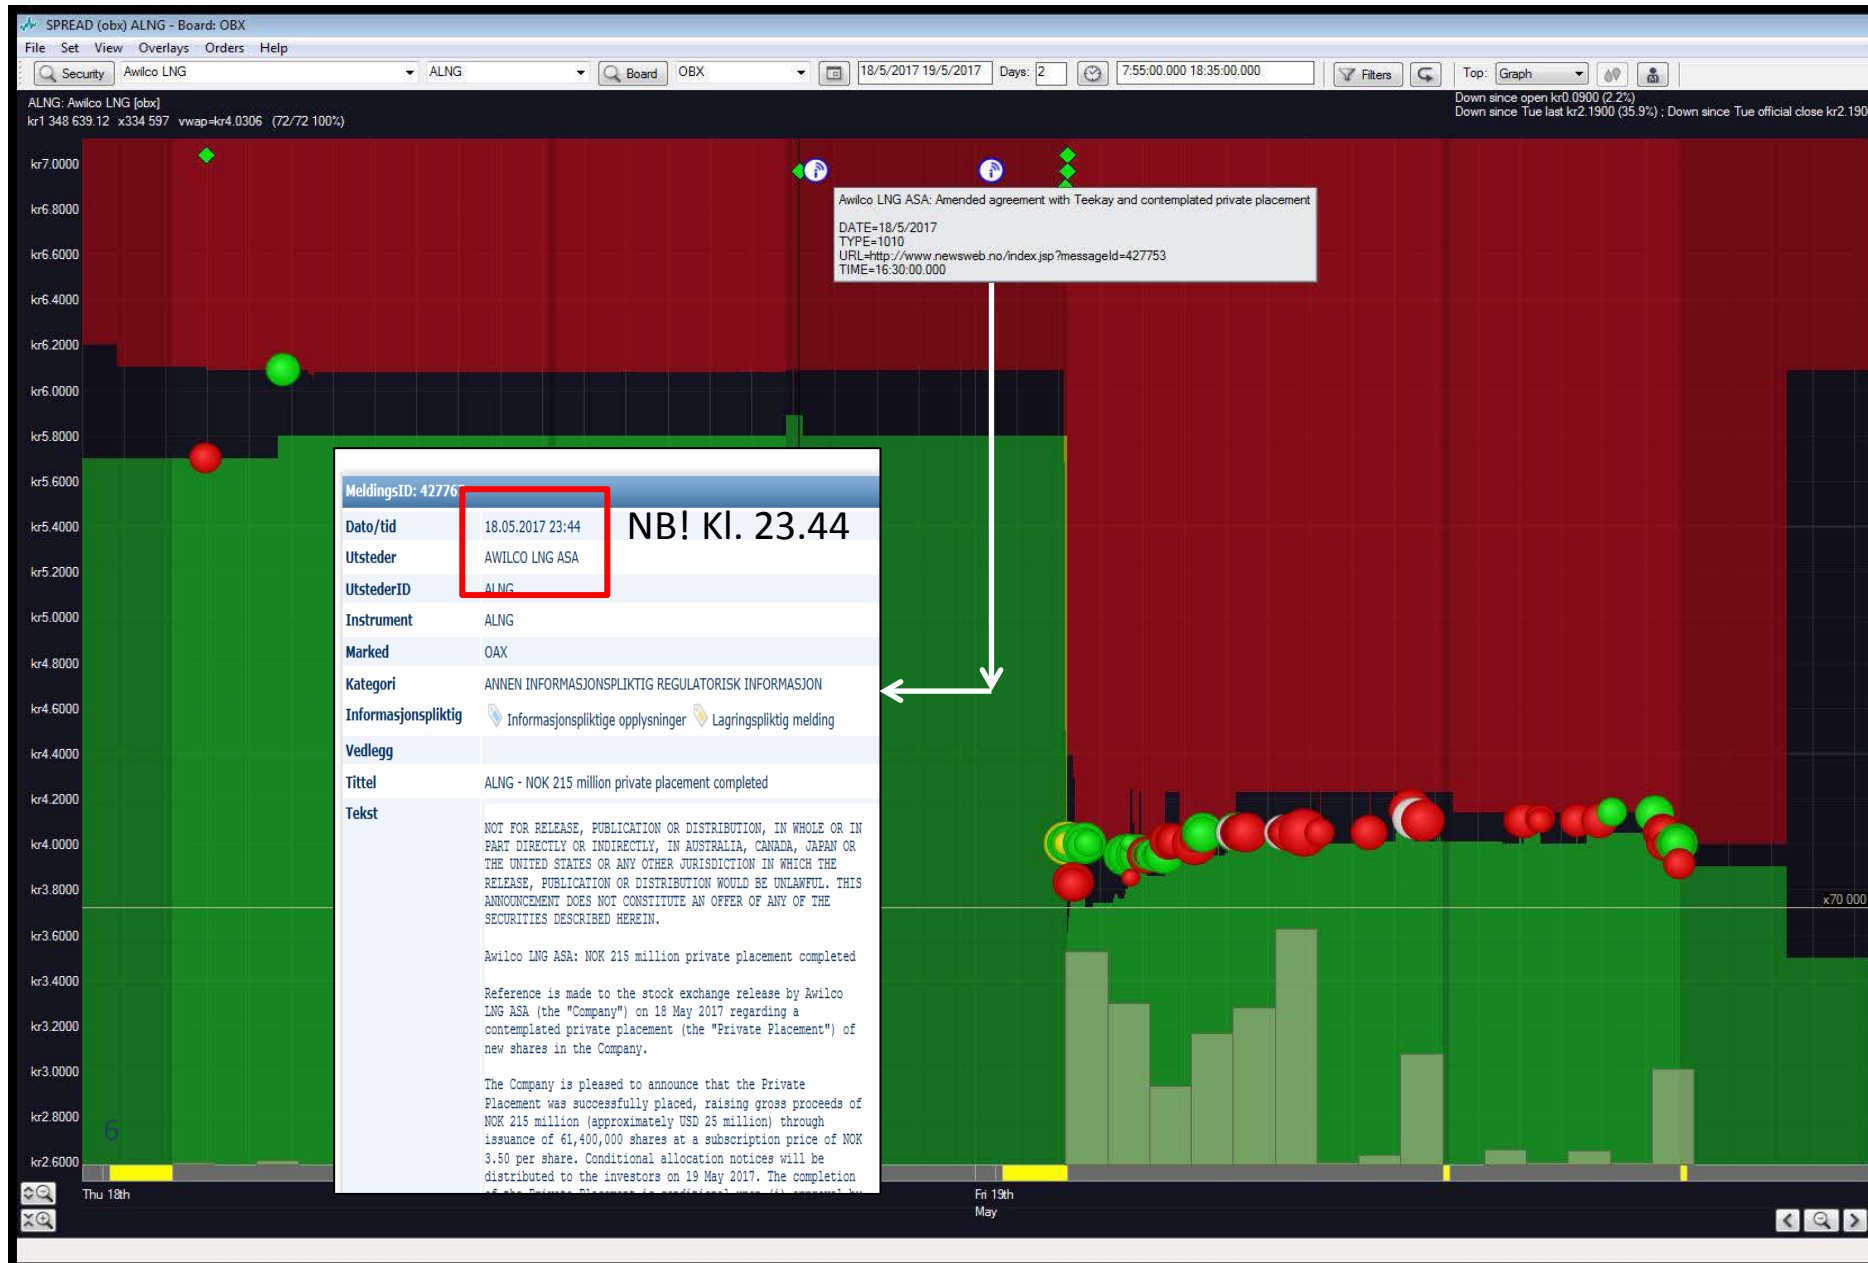 SPREAD (obx) ALNG - Board: OBX
File Set View Overlays Orders Help
Security Awilco LNG ALNG Board OBX 18/5/2017 19/5/2017 Days: 2 7:55:00.000 18:35:00.000 Filters Top: Graph
ALNG: Awilco LNG [obx]
kr1 348 639.12 x334 597 vwap=kr4.0306 (72/72 100%)
Down since open kr0.0900 (2.2%)
Down since Tue last kr2.1900 (35.9%) ; Down since Tue official close kr2.190
kr7.0000
kr6.8000
kr6.6000
kr6.4000
kr6.2000
kr6.0000
kr5.8000
kr5.6000
kr5.4000
kr5.2000
kr5.0000
kr4.8000
kr4.6000
kr4.4000
kr4.2000
kr4.0000
kr3.8000
kr3.6000
kr3.4000
kr3.2000
kr3.0000
kr2.8000
kr2.6000
Awilco LNG ASA: Amended agreement with Teekay and contemplated private placement
DATE=18/5/2017
TYPE=1010
URL=http://www.newsweb.no/index.jsp?messageId=427753
TIME=16:30:00.000
MeldingsID: 42776
Dato/tid 18.05.2017 23:44
NB! Kl. 23.44
Utsteder AWILCO LNG ASA
UtstederID ALNG
Instrument ALNG
Marked OAX
Kategori ANNEN INFORMASJONSPLIKTIG REGULATORISK INFORMASJON
Informasjonspliktig Informasjonspliktige opplysninger Lagringspliktig melding
Vedlegg
Tittel ALNG - NOK 215 million private placement completed
Tekst
NOT FOR RELEASE, PUBLICATION OR DISTRIBUTION, IN WHOLE OR IN
PART DIRECTLY OR INDIRECTLY, IN AUSTRALIA, CANADA, JAPAN OR
THE UNITED STATES OR ANY OTHER JURISDICTION IN WHICH THE
RELEASE, PUBLICATION OR DISTRIBUTION WOULD BE UNLAWFUL. THIS
ANNOUNCEMENT DOES NOT CONSTITUTE AN OFFER OF ANY OF THE
SECURITIES DESCRIBED HEREIN.
Awilco LNG ASA: NOK 215 million private placement completed
Reference is made to the stock exchange release by Awilco
LNG ASA (the "Company") on 18 May 2017 regarding a
contemplated private placement (the "Private Placement") of
new shares in the Company.
The Company is pleased to announce that the Private
Placement was successfully placed, raising gross proceeds of
NOK 215 million (approximately USD 25 million) through
issuance of 61,400,000 shares at a subscription price of NOK
3.50 per share. Conditional allocation notices will be
distributed to the investors on 19 May 2017. The completion
of the Private Placement is conditional upon (i) approval by
x70 000
6
Thu 18th
Fri 19th
May